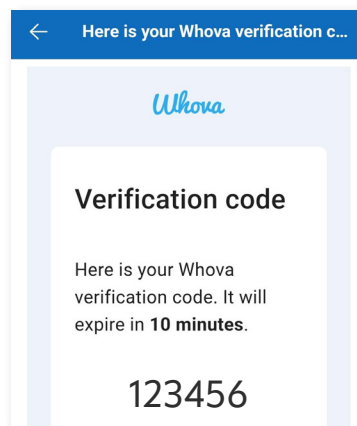 Here is your Whova verification c...
Whova
Verification code
Here is your Whova
verification code. It will
expire in 10 minutes.
123456